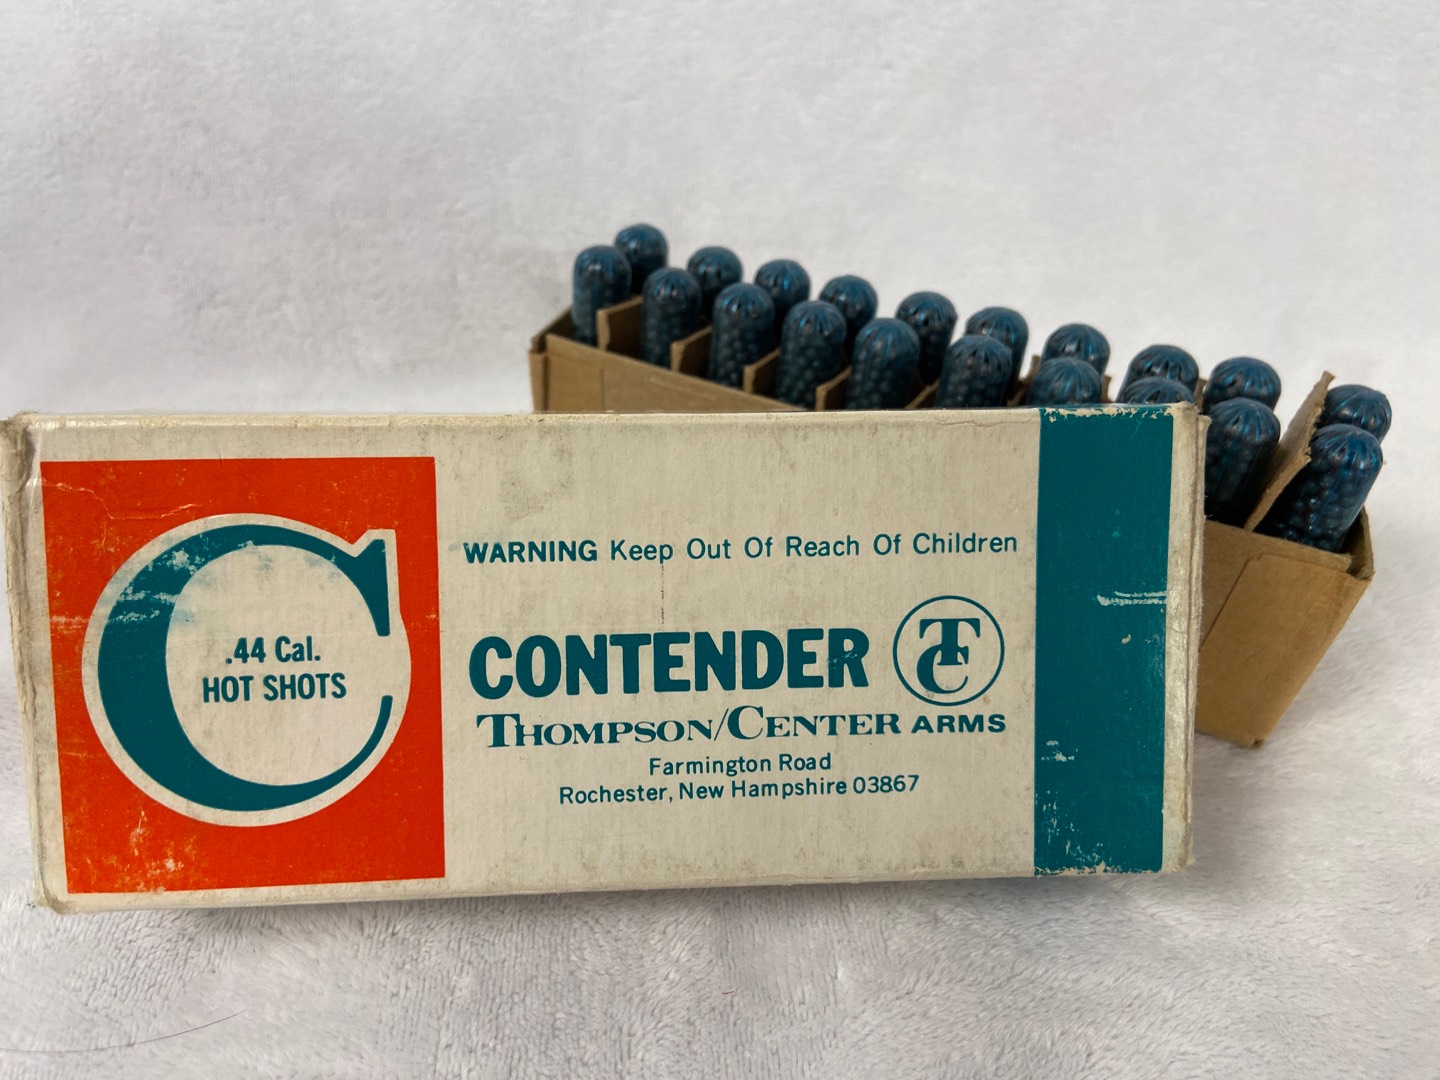 .44 Cal.
HOT SHOTS
WARNING Keep Out Of Reach Of Children
CONTENDER TC
THOMPSON/CENTER ARMS
Farmington Road
Rochester, New Hampshire 03867